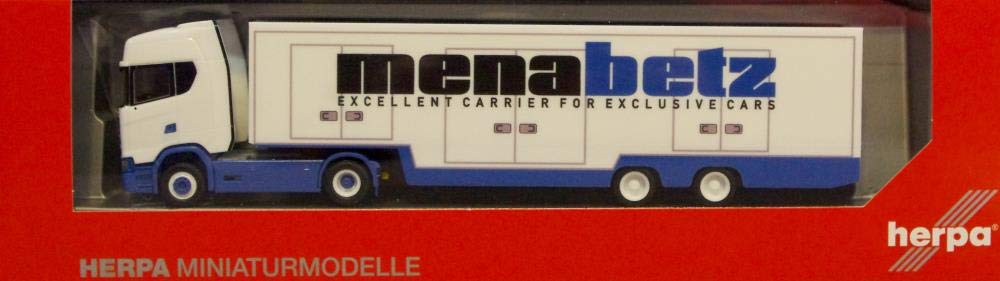 menabetz
EXCELLENT CARRIER FOR EXCLUSIVE CARS
herpa®
HERPA MINIATURMODELLE